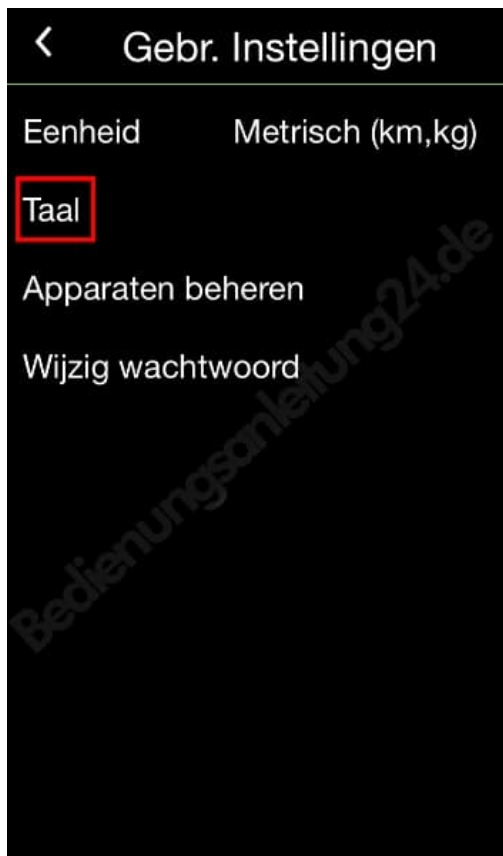 Gebr. Instellingen
Eenheid Metrisch (km,kg)
Taal
Apparaten beheren
Wijzig wachtwoord
Bedienungsanleitung24.de